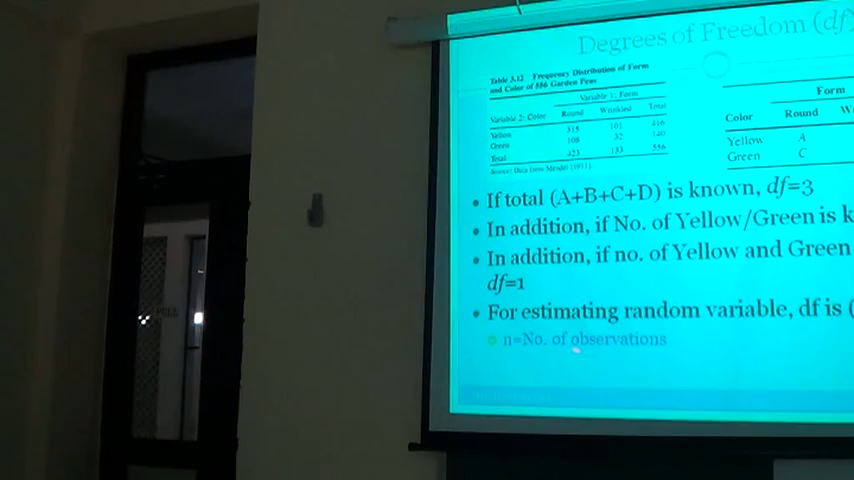 Degrees of Freedom (df)
Table 3.12 Frequency Distribution of Form
and Color of 556 Garden Peas
Variable 1: Form
Variable 2: Color Round Wrinkled Total
Yellow 315 101 416
Green 108 32 140
Total 423 133 556
Source: Data from Mendel (1911).
Form
Color Round
Yellow A
Green C
• If total (A+B+C+D) is known, df=3
• In addition, if No. of Yellow/Green is k
• In addition, if no. of Yellow and Green
df=1
• For estimating random variable, df is (
n=No. of observations
PULL